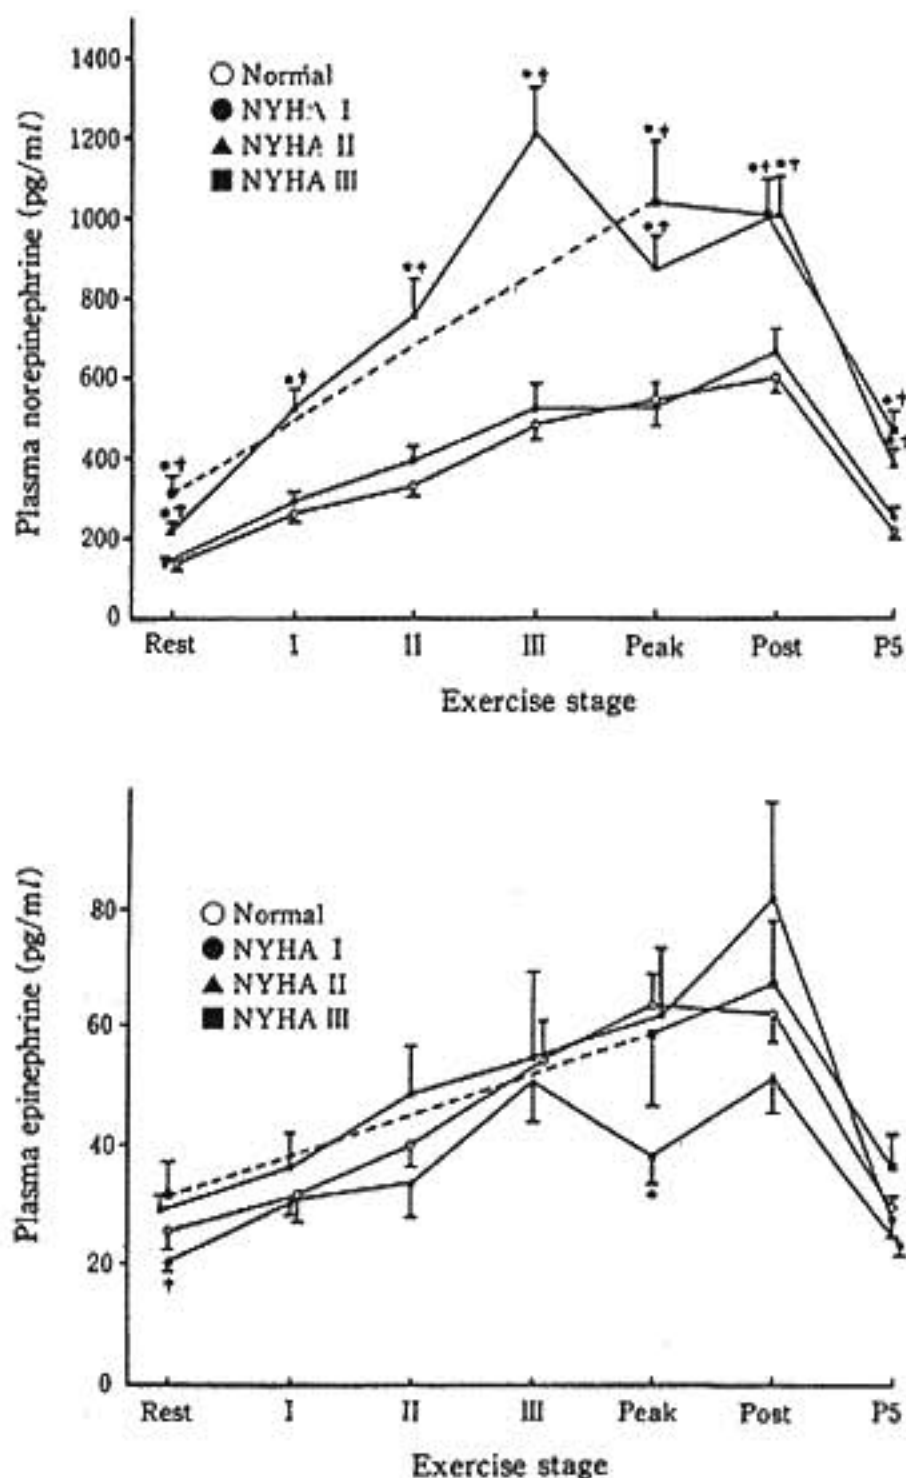 Plasma norepinephrine (pg/ml)
1400
1200
1000
800
600
400
200
0
○ Normal
● NYHA I
▲ NYHA II
■ NYHA III
Rest I II III Peak Post P5
Exercise stage
Plasma epinephrine (pg/ml)
80
60
40
20
0
○ Normal
● NYHA I
▲ NYHA II
■ NYHA III
Rest I II III Peak Post P5
Exercise stage